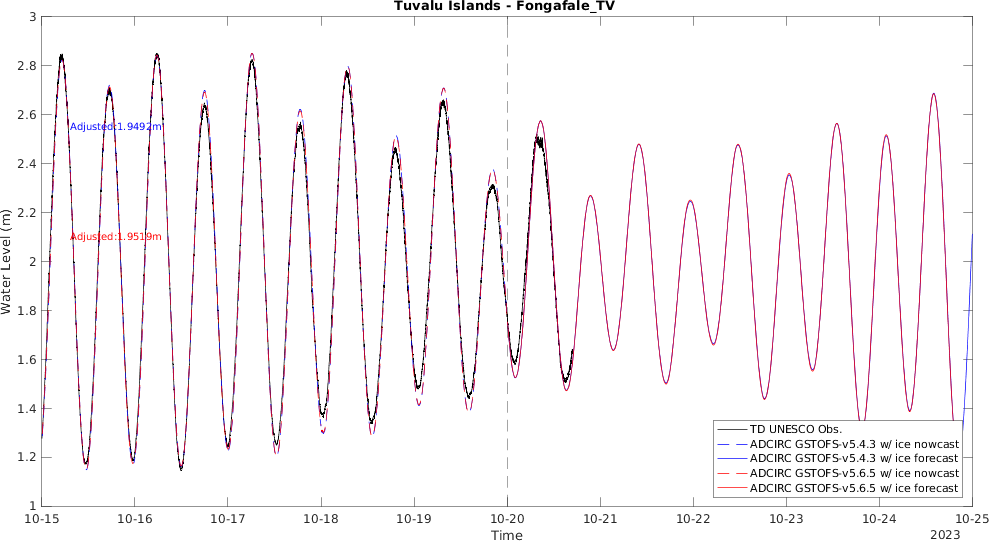 Tuvalu Islands - Fongafale_TV
3
2.8
2.6
2.4
2.2
2
1.8
1.6
1.4
1.2
1
Water Level (m)
Adjusted:1.9492m
Adjusted:1.9519m
TD UNESCO Obs.
ADCIRC GSTOFS-v5.4.3 w/ ice nowcast
ADCIRC GSTOFS-v5.4.3 w/ ice forecast
ADCIRC GSTOFS-v5.6.5 w/ ice nowcast
ADCIRC GSTOFS-v5.6.5 w/ ice forecast
10-15 10-16 10-17 10-18 10-19 10-20 10-21 10-22 10-23 10-24 10-25
Time
2023